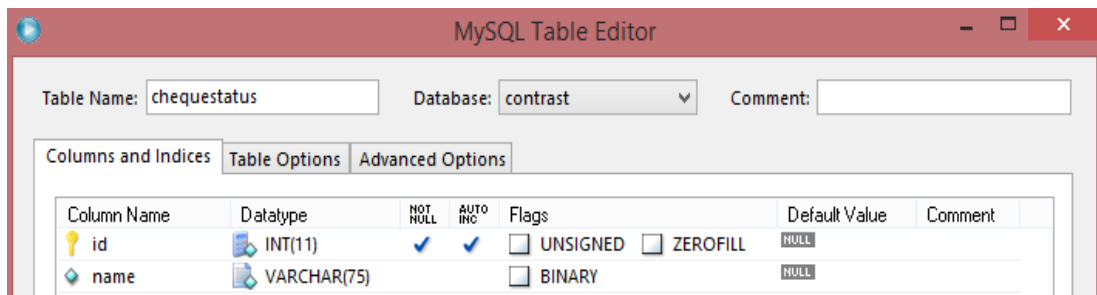 MySQL Table Editor
Table Name: chequestatus Database: contrast Comment:
Columns and Indices Table Options Advanced Options
Column Name Datatype NOT NULL AUTO INC Flags Default Value Comment
id INT(11) UNSIGNED ZEROFILL NULL
name VARCHAR(75) BINARY NULL